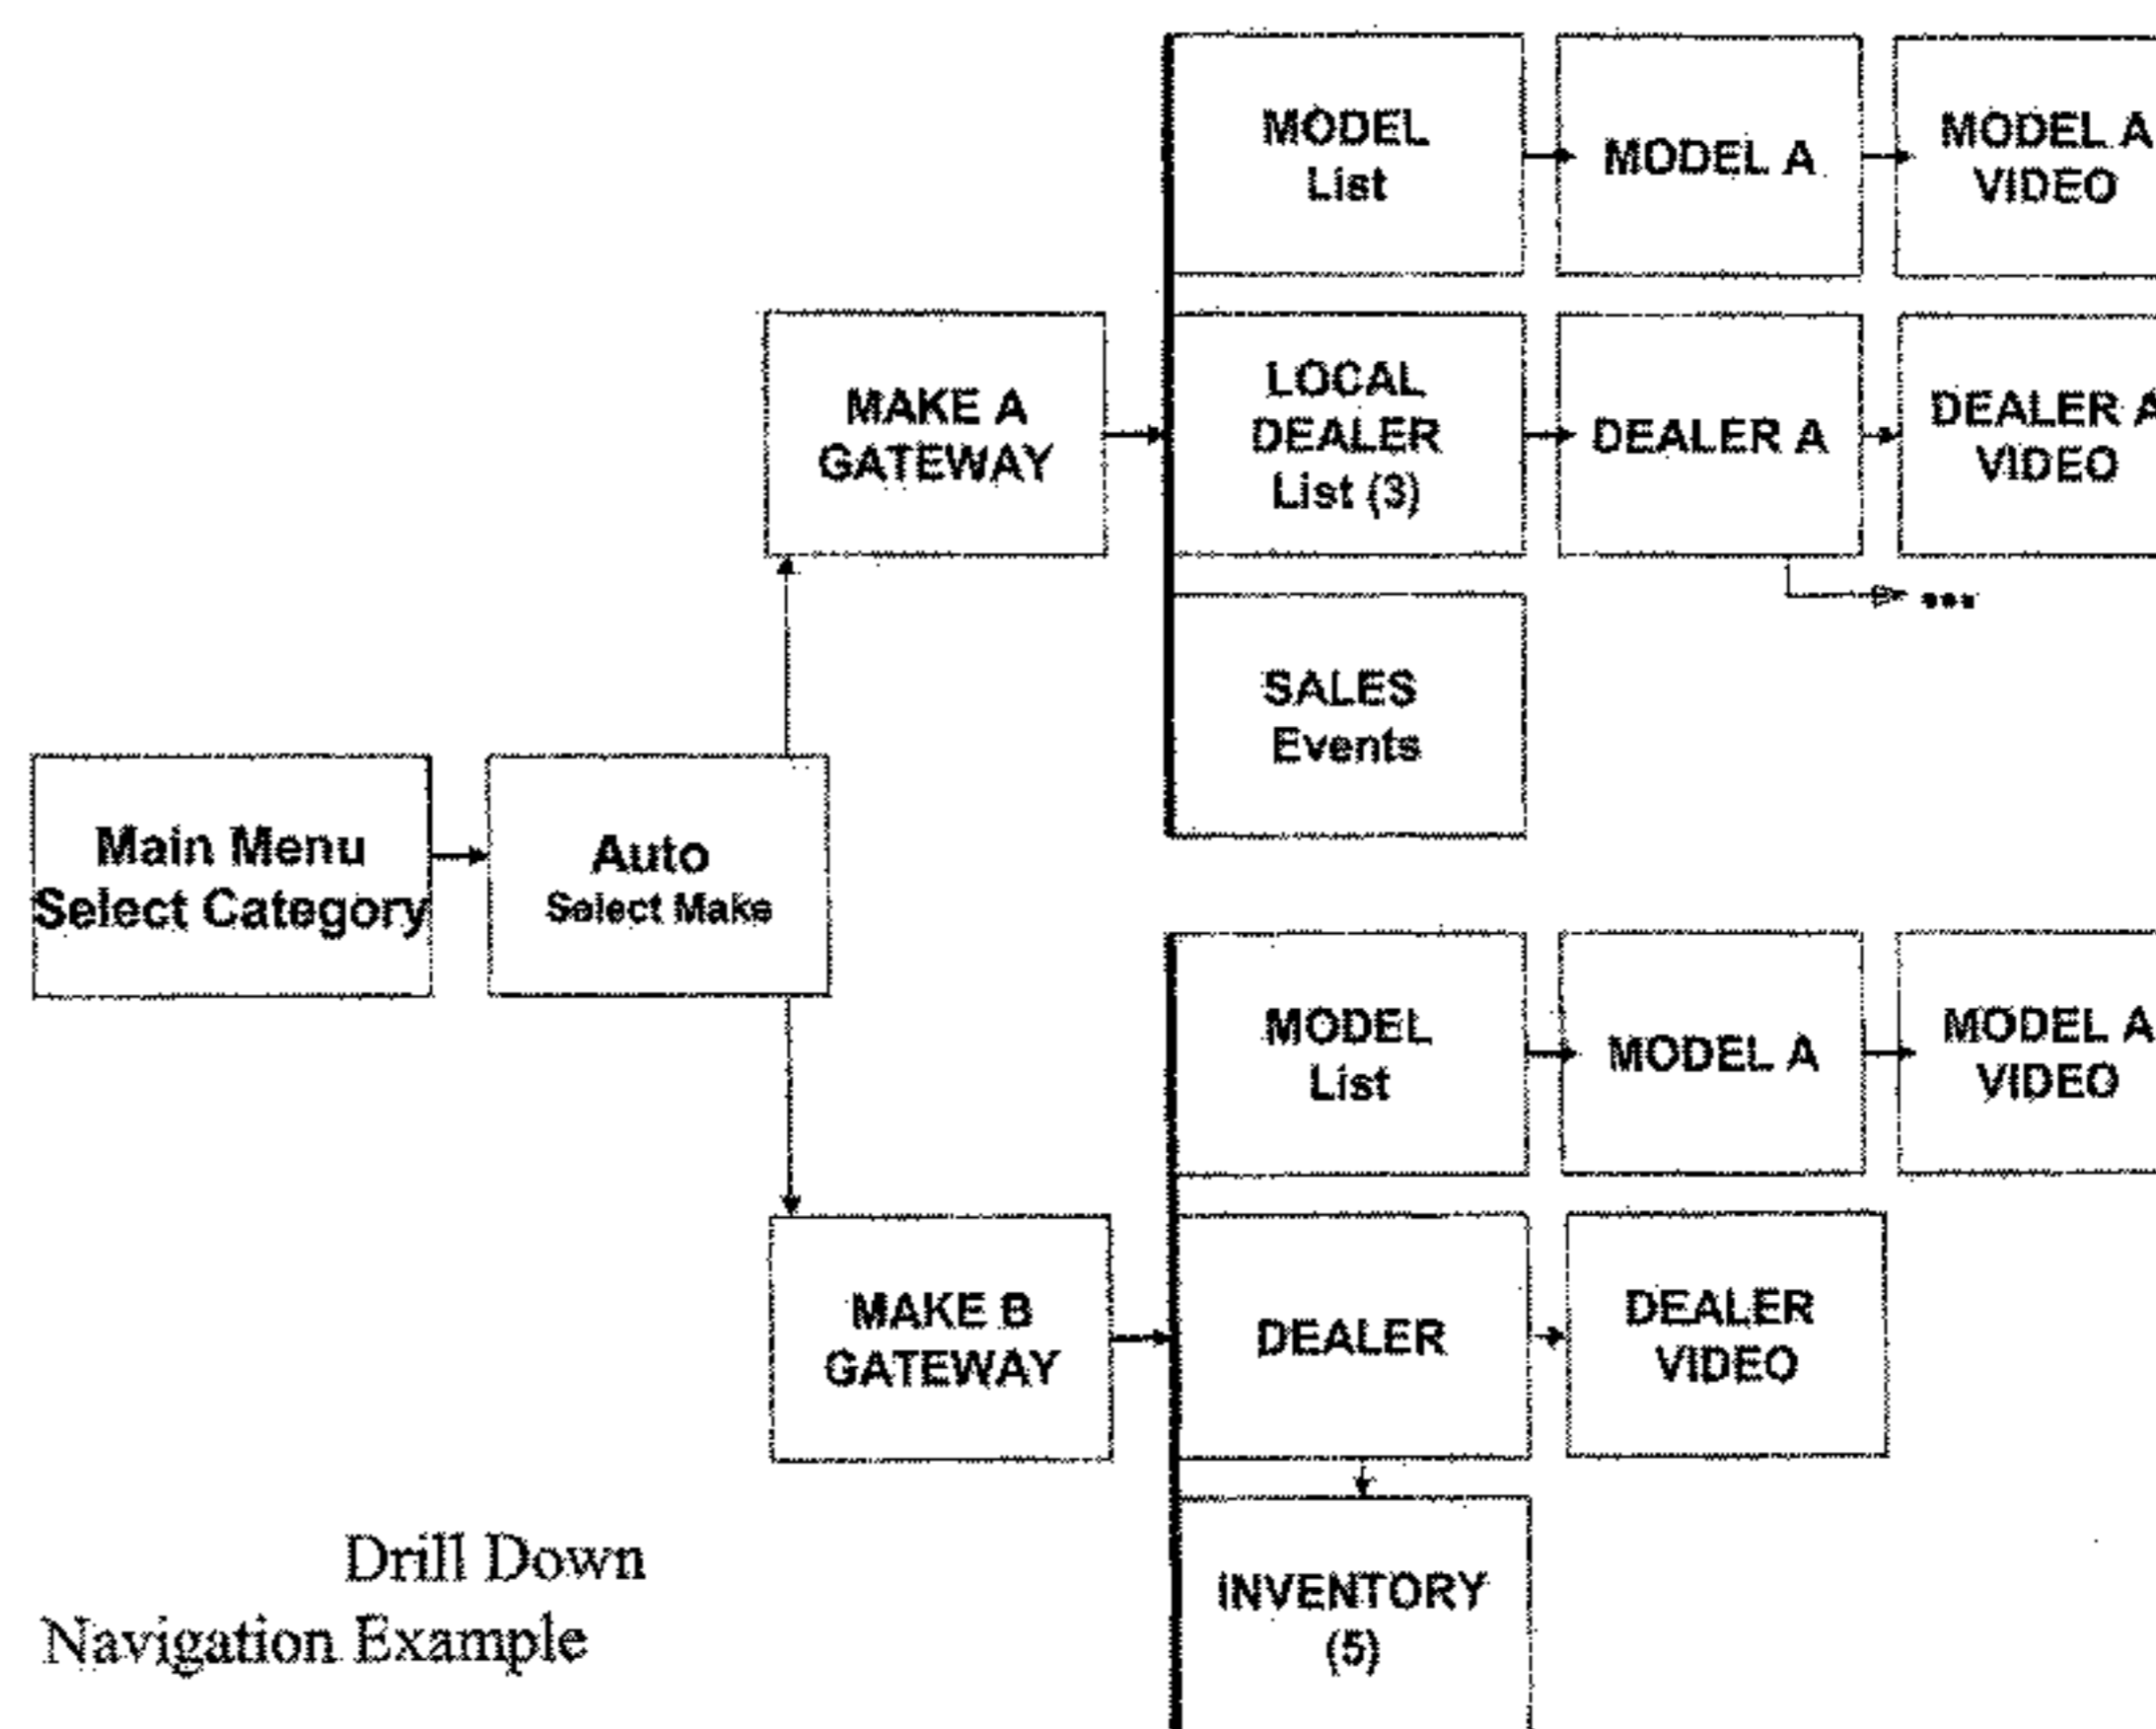 MODEL
List
MODEL A
MODEL A
VIDEO
MAKE A
GATEWAY
LOCAL
DEALER
List (3)
DEALER A
DEALER A
VIDEO
...
SALES
Events
Main Menu
Select Category
Auto
Select Make
MODEL
List
MODEL A
MODEL A
VIDEO
MAKE B
GATEWAY
DEALER
DEALER
VIDEO
INVENTORY
(5)
Drill Down
Navigation Example